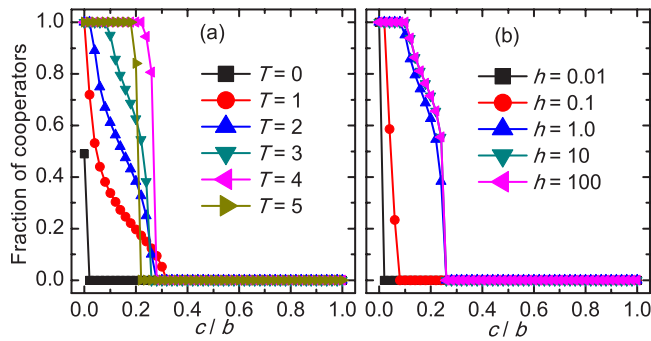 Fraction of cooperators
1.0
0.8
0.6
0.4
0.2
0.0
(a)
T = 0
T = 1
T = 2
T = 3
T = 4
T = 5
0.0 0.2 0.4 0.6 0.8 1.0
c / b
(b)
h = 0.01
h = 0.1
h = 1.0
h = 10
h = 100
0.0 0.2 0.4 0.6 0.8 1.0
c / b